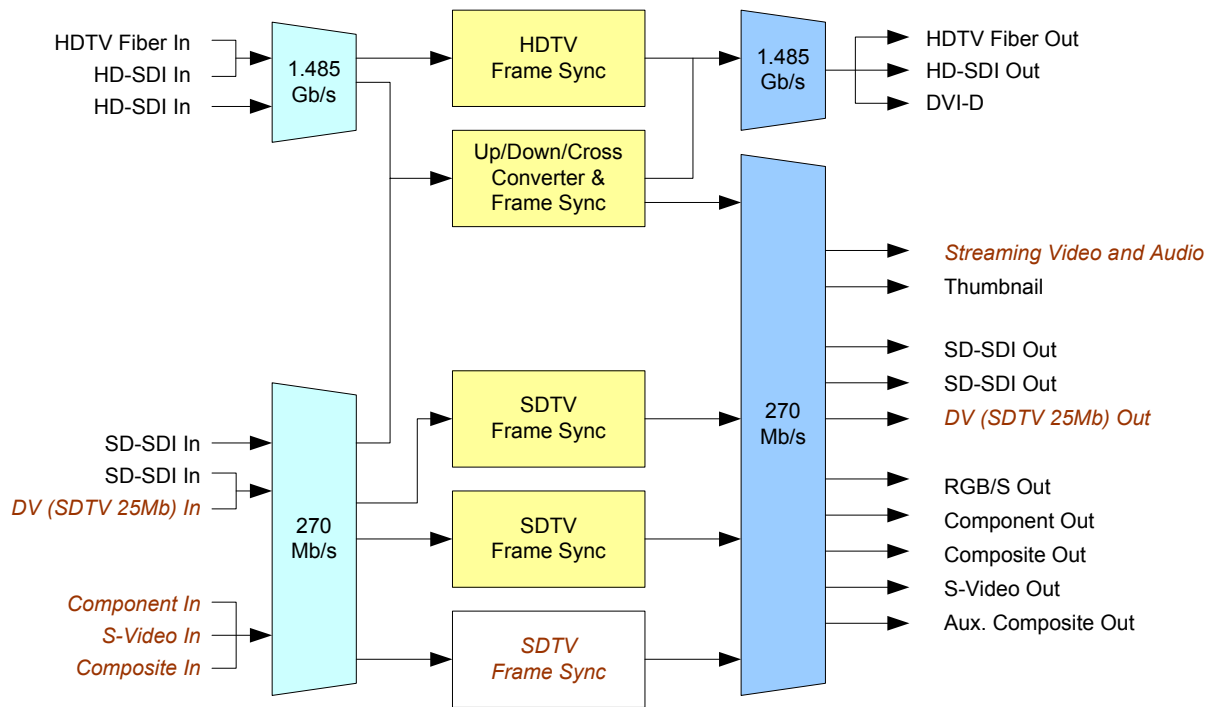 HDTV Fiber In
HD-SDI In
HD-SDI In
1.485
Gb/s
HDTV
Frame Sync
1.485
Gb/s
HDTV Fiber Out
HD-SDI Out
DVI-D
Up/Down/Cross
Converter &
Frame Sync
Streaming Video and Audio
Thumbnail
SD-SDI Out
SD-SDI Out
DV (SDTV 25Mb) Out
RGB/S Out
Component Out
Composite Out
S-Video Out
Aux. Composite Out
270
Mb/s
SDTV
Frame Sync
SDTV
Frame Sync
SDTV
Frame Sync
270
Mb/s
SD-SDI In
SD-SDI In
DV (SDTV 25Mb) In
Component In
S-Video In
Composite In